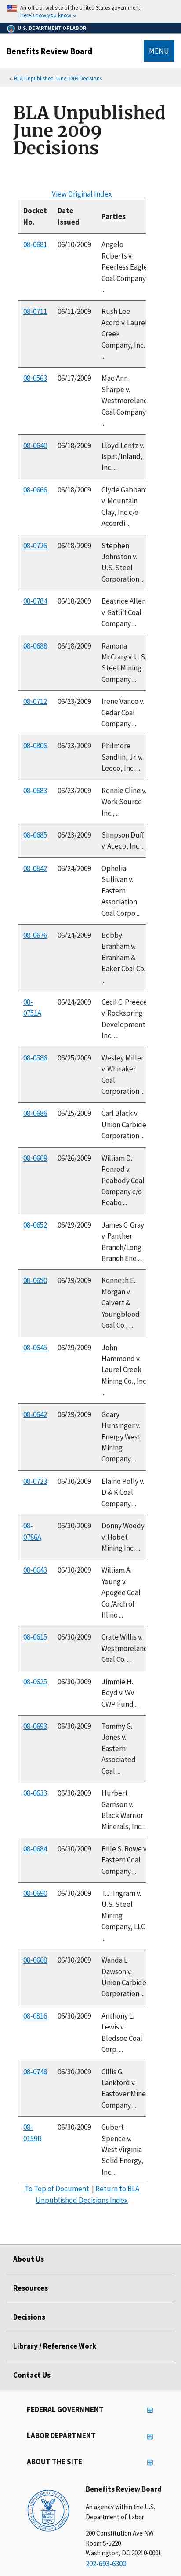 An official website of the United States government.
Here's how you know
U.S. DEPARTMENT OF LABOR
Benefits Review Board
MENU
BLA Unpublished June 2009 Decisions
BLA Unpublished
June 2009
Decisions
View Original Index
Docket No. Date Issued Parties
08-0681 06/10/2009 Angelo Roberts v. Peerless Eagle Coal Company ...
08-0711 06/11/2009 Rush Lee Acord v. Laurel Creek Company, Inc. ...
08-0563 06/17/2009 Mae Ann Sharpe v. Westmoreland Coal Company ...
08-0640 06/18/2009 Lloyd Lentz v. Ispat/Inland, Inc. ...
08-0666 06/18/2009 Clyde Gabbard v. Mountain Clay, Inc.c/o Accordi ...
08-0726 06/18/2009 Stephen Johnston v. U.S. Steel Corporation ...
08-0784 06/18/2009 Beatrice Allen v. Gatliff Coal Company ...
08-0688 06/18/2009 Ramona McCrary v. U.S. Steel Mining Company ...
08-0712 06/23/2009 Irene Vance v. Cedar Coal Company ...
08-0806 06/23/2009 Philmore Sandlin, Jr. v. Leeco, Inc. ...
08-0683 06/23/2009 Ronnie Cline v. Work Source Inc., ...
08-0685 06/23/2009 Simpson Duff v. Aceco, Inc. ...
08-0842 06/24/2009 Ophelia Sullivan v. Eastern Association Coal Corpo ...
08-0676 06/24/2009 Bobby Branham v. Branham & Baker Coal Co. ...
08-0751A 06/24/2009 Cecil C. Preece v. Rockspring Development Inc. ...
08-0586 06/25/2009 Wesley Miller v. Whitaker Coal Corporation ...
08-0686 06/25/2009 Carl Black v. Union Carbide Corporation ...
08-0609 06/26/2009 William D. Penrod v. Peabody Coal Company c/o Peabo ...
08-0652 06/29/2009 James C. Gray v. Panther Branch/Long Branch Ene ...
08-0650 06/29/2009 Kenneth E. Morgan v. Calvert & Youngblood Coal Co., ...
08-0645 06/29/2009 John Hammond v. Laurel Creek Mining Co., Inc ...
08-0642 06/29/2009 Geary Hunsinger v. Energy West Mining Company ...
08-0723 06/30/2009 Elaine Polly v. D & K Coal Company ...
08-0786A 06/30/2009 Donny Woody v. Hobet Mining Inc. ...
08-0643 06/30/2009 William A. Young v. Apogee Coal Co./Arch of Illino ...
08-0615 06/30/2009 Crate Willis v. Westmoreland Coal Co. ...
08-0625 06/30/2009 Jimmie H. Boyd v. WV CWP Fund ...
08-0693 06/30/2009 Tommy G. Jones v. Eastern Associated Coal ...
08-0633 06/30/2009 Hurbert Garrison v. Black Warrior Minerals, Inc. .
08-0684 06/30/2009 Bille S. Bowe v. Eastern Coal Company ...
08-0690 06/30/2009 T.J. Ingram v. U.S. Steel Mining Company, LLC ...
08-0668 06/30/2009 Wanda L. Dawson v. Union Carbide Corporation ...
08-0816 06/30/2009 Anthony L. Lewis v. Bledsoe Coal Corp. ...
08-0748 06/30/2009 Cillis G. Lankford v. Eastover Mine Company ...
08-0159R 06/30/2009 Cubert Spence v. West Virginia Solid Energy, Inc. ...
To Top of Document | Return to BLA
Unpublished Decisions Index
About Us
Resources
Decisions
Library / Reference Work
Contact Us
FEDERAL GOVERNMENT
LABOR DEPARTMENT
ABOUT THE SITE
Benefits Review Board
An agency within the U.S.
Department of Labor
200 Constitution Ave NW
Room S-5220
Washington, DC 20210-0001
202-693-6300